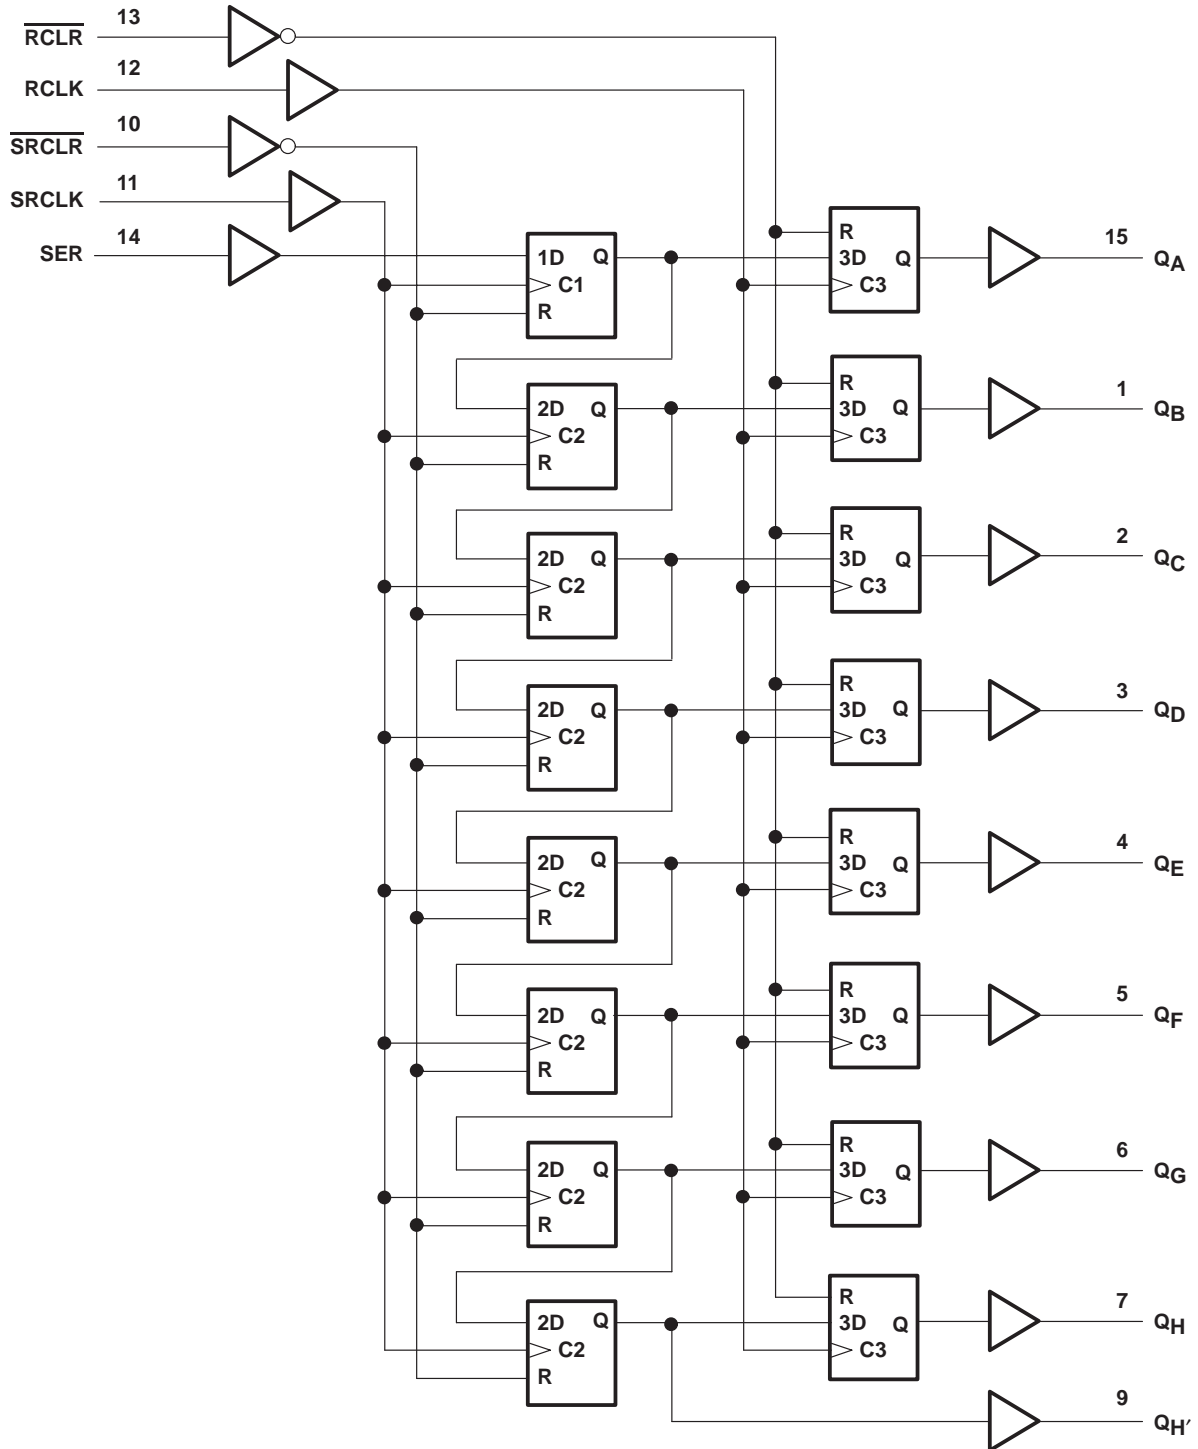 RCLR 13
RCLK 12
SRCLR 10
SRCLK 11
SER 14
1D Q
C1
R
R
3D Q
C3
15 QA
2D Q
C2
R
R
3D Q
C3
1 QB
2D Q
C2
R
R
3D Q
C3
2 QC
2D Q
C2
R
R
3D Q
C3
3 QD
2D Q
C2
R
R
3D Q
C3
4 QE
2D Q
C2
R
R
3D Q
C3
5 QF
2D Q
C2
R
R
3D Q
C3
6 QG
2D Q
C2
R
R
3D Q
C3
7 QH
9 QH′